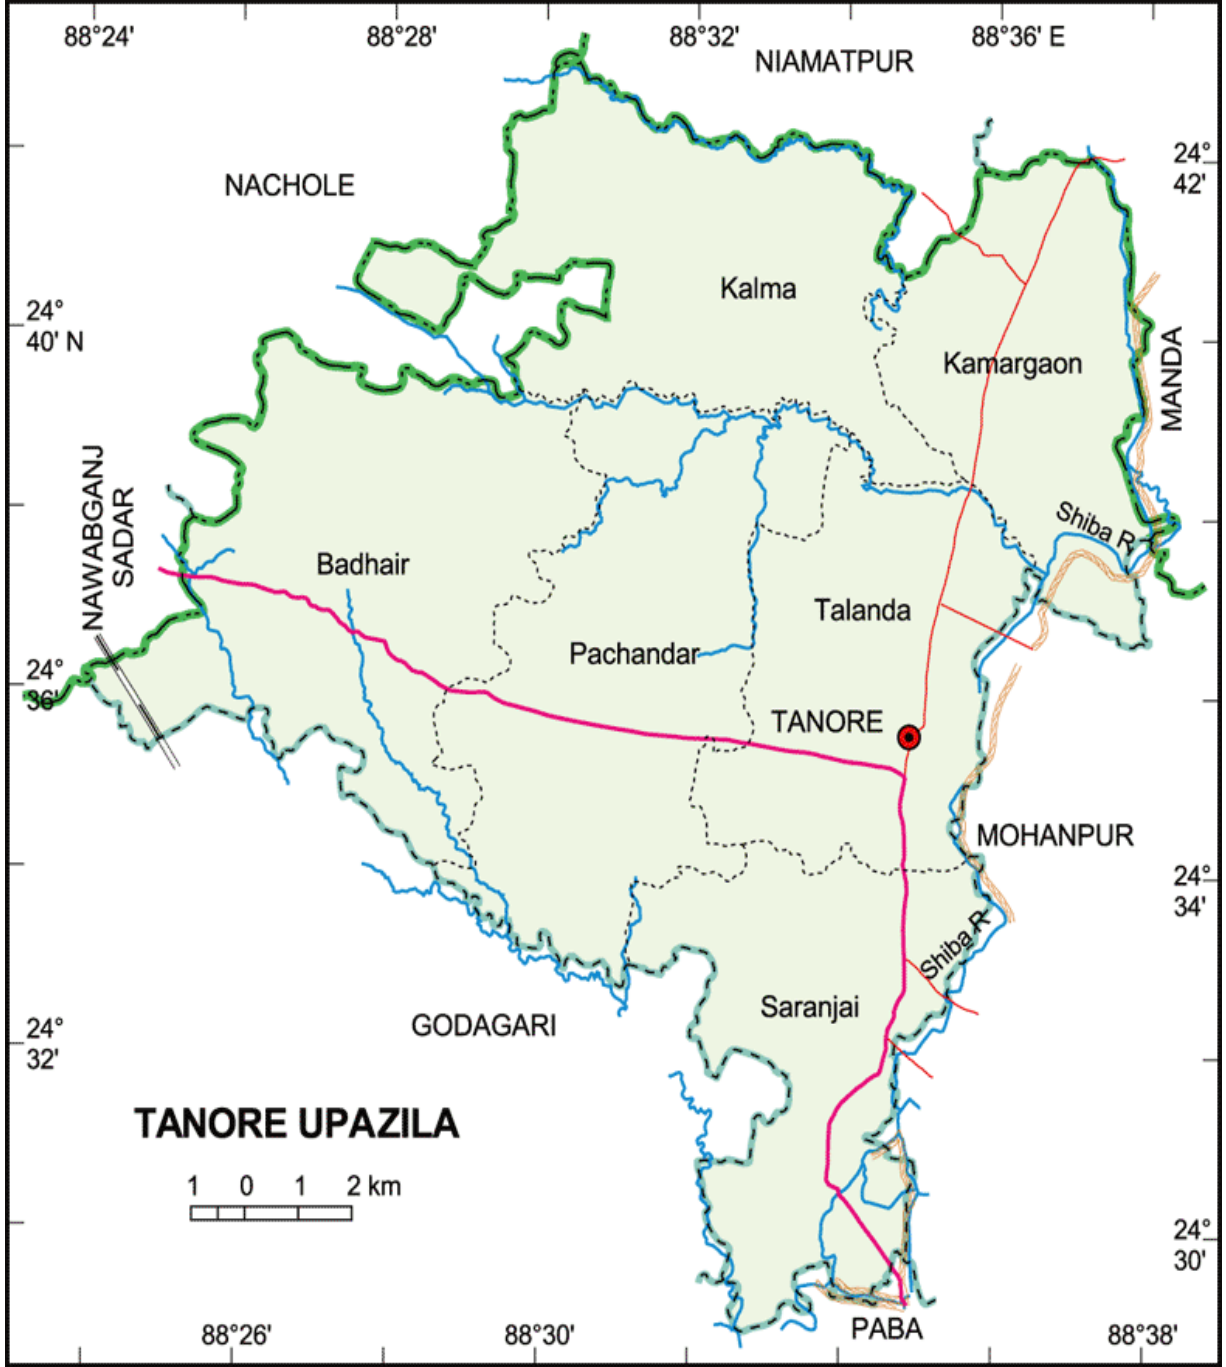 88°24' 88°28' 88°32' 88°36' E
NIAMATPUR
24°
42'
NACHOLE
Kalma
24°
40' N
MANDA
Kamargaon
NAWABGANJ
SADAR
Shiba R
Badhair
Talanda
Pachandar
24°
36'
TANORE
MOHANPUR
24°
34'
Shiba R
Saranjai
GODAGARI
24°
32'
TANORE UPAZILA
1 0 1 2 km
24°
30'
PABA
88°26' 88°30' 88°38'